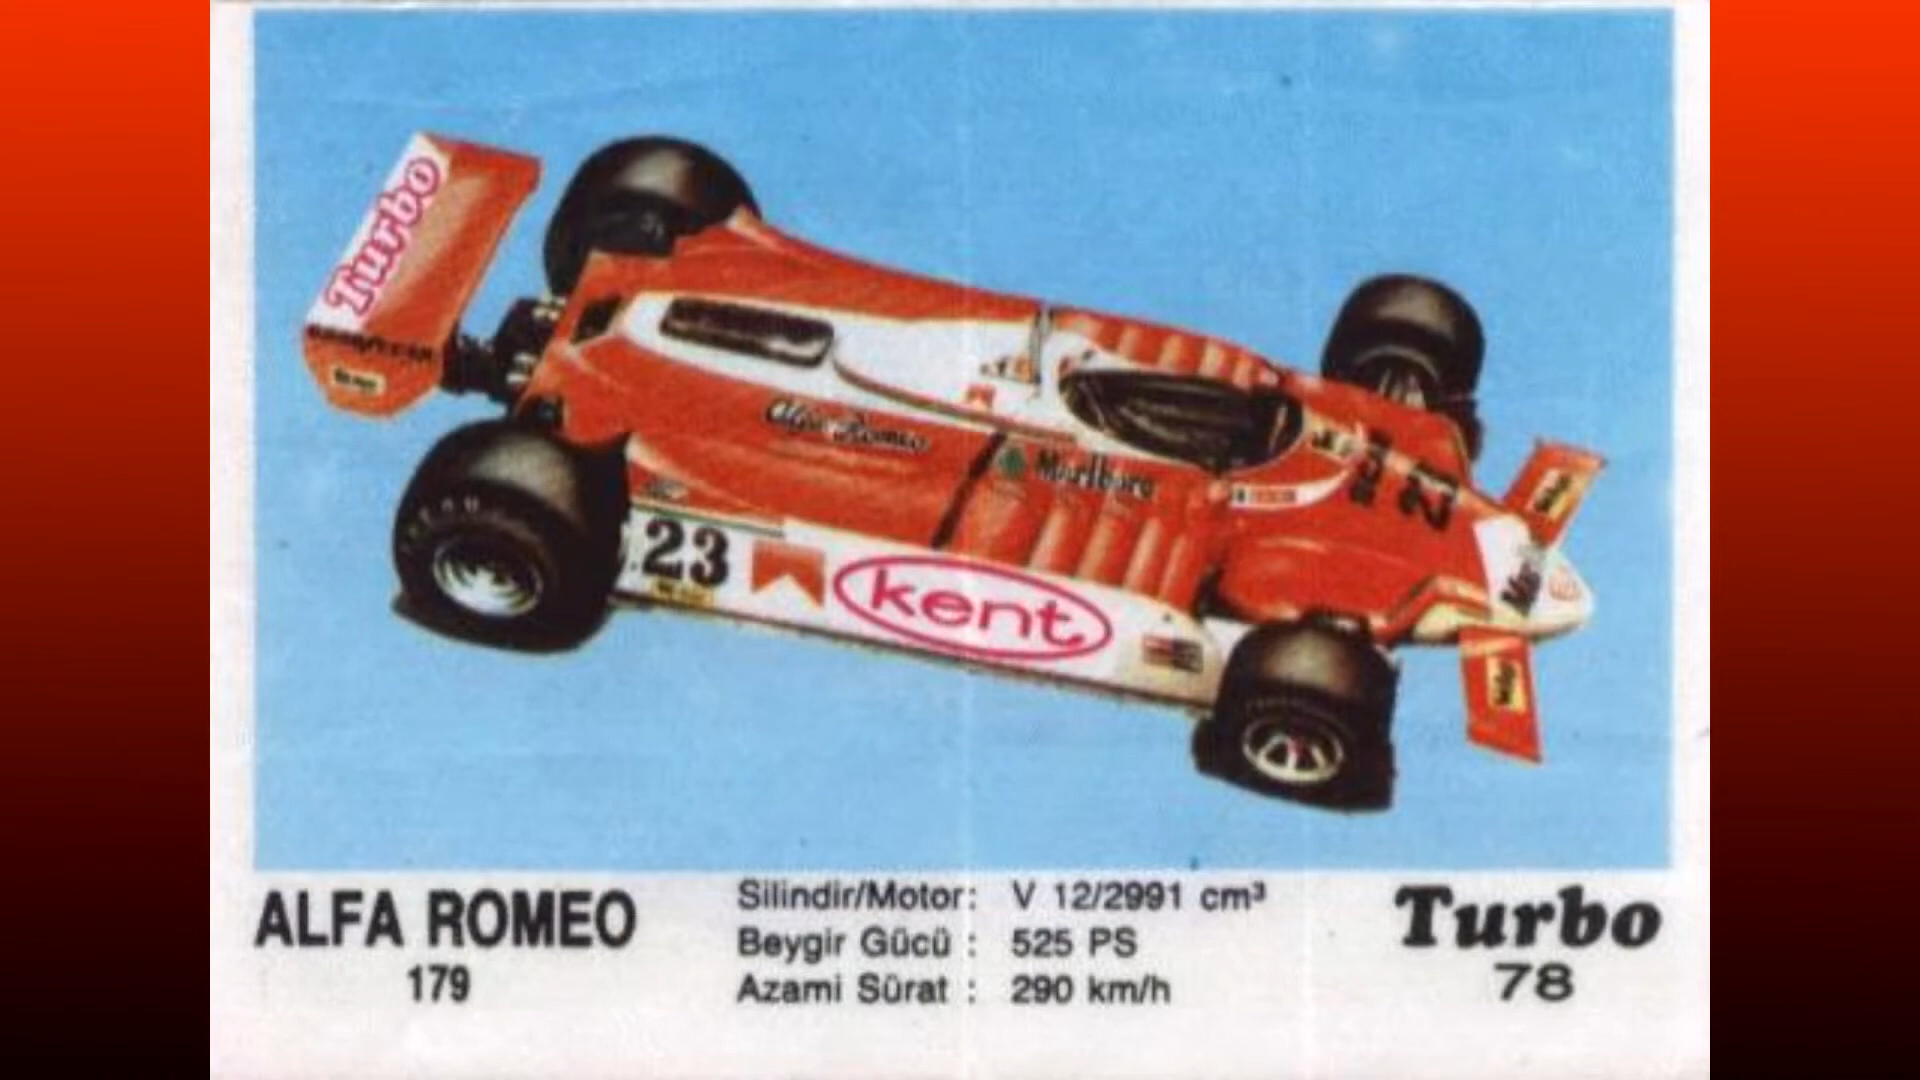 Turbo
Alfa Romeo
Marlboro
23
23
kent
ALFA ROMEO
179
Silindir/Motor: V 12/2991 cm³
Beygir Gücü : 525 PS
Azami Sürat : 290 km/h
Turbo
78